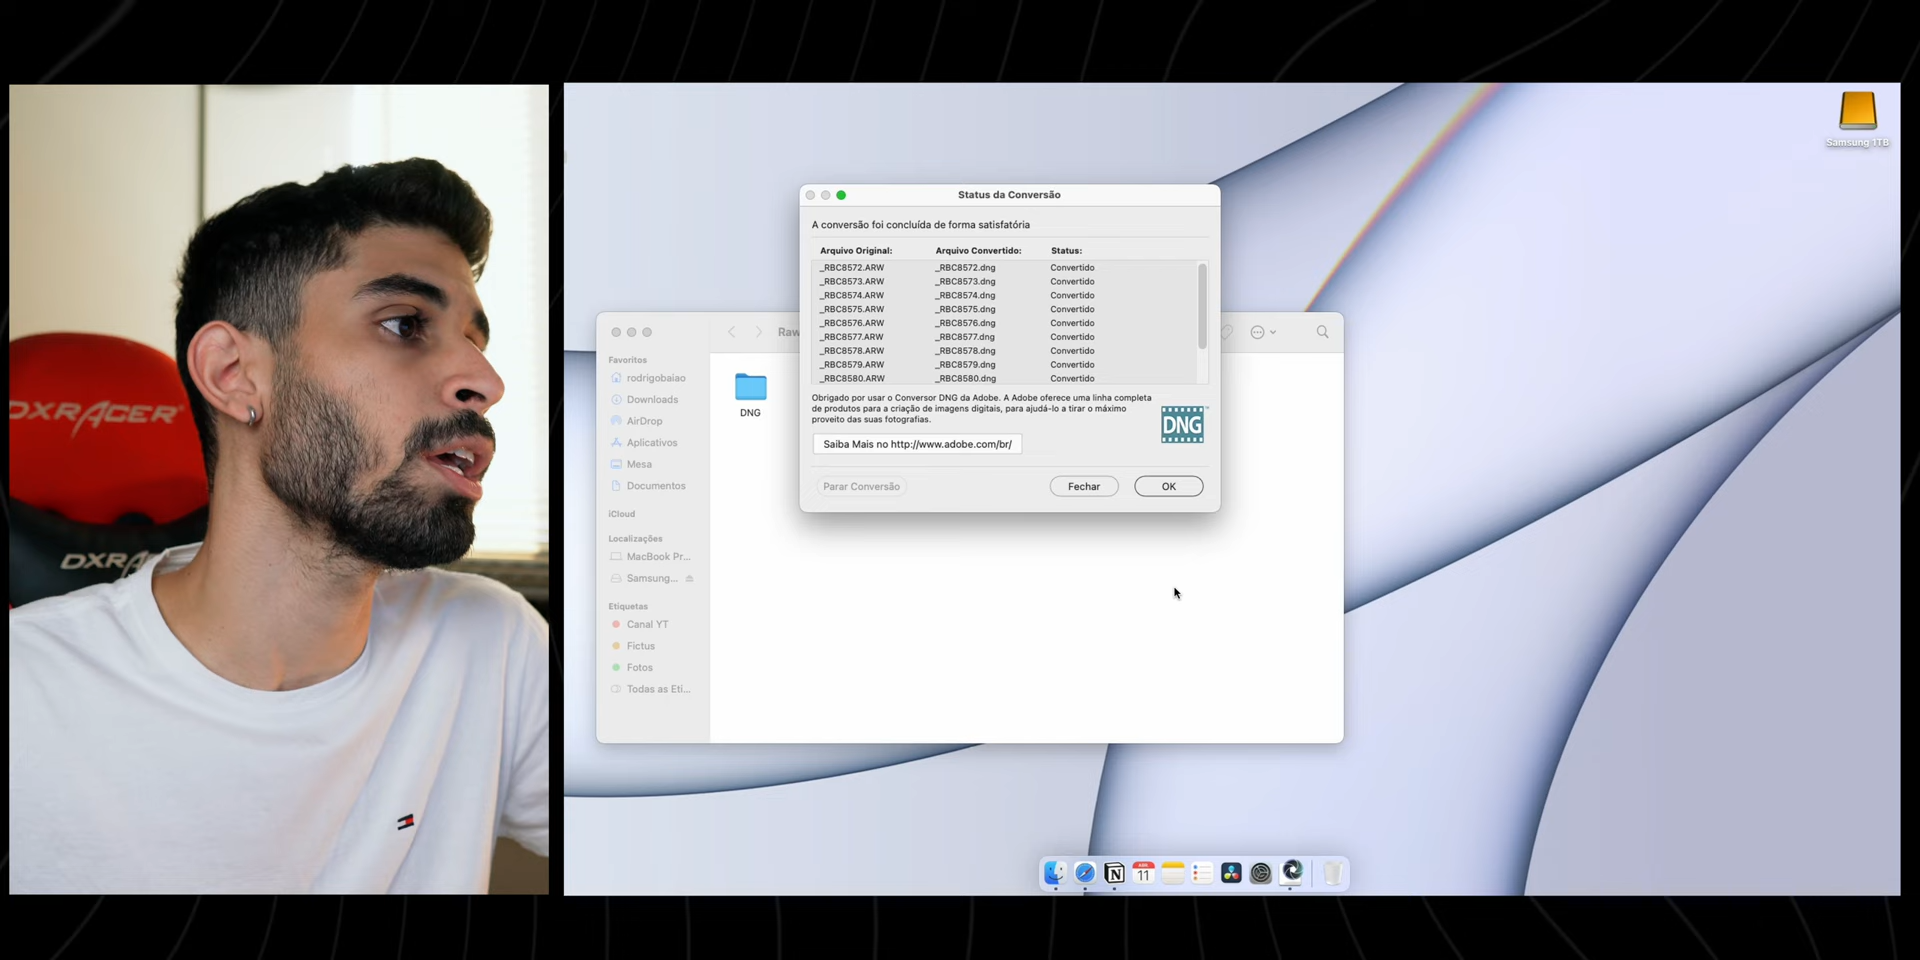 Samsung 1TB
Status da Conversão
A conversão foi concluída de forma satisfatória
Arquivo Original: Arquivo Convertido: Status:
_RBC8572.ARW _RBC8572.dng Convertido
_RBC8573.ARW _RBC8573.dng Convertido
_RBC8574.ARW _RBC8574.dng Convertido
_RBC8575.ARW _RBC8575.dng Convertido
_RBC8576.ARW _RBC8576.dng Convertido
_RBC8577.ARW _RBC8577.dng Convertido
_RBC8578.ARW _RBC8578.dng Convertido
_RBC8579.ARW _RBC8579.dng Convertido
_RBC8580.ARW _RBC8580.dng Convertido
Obrigado por usar o Conversor DNG da Adobe. A Adobe oferece uma linha completa
de produtos para a criação de imagens digitais, para ajudá-lo a tirar o máximo
proveito das suas fotografias.
DNG
Saiba Mais no http://www.adobe.com/br/
Parar Conversão
Fechar
OK
Raw
Favoritos
rodrigobaiao
Downloads
AirDrop
Aplicativos
Mesa
Documentos
iCloud
Localizações
MacBook Pr...
Samsung...
Etiquetas
Canal YT
Fictus
Fotos
Todas as Eti...
DNG
DXRACER
DXRA
11